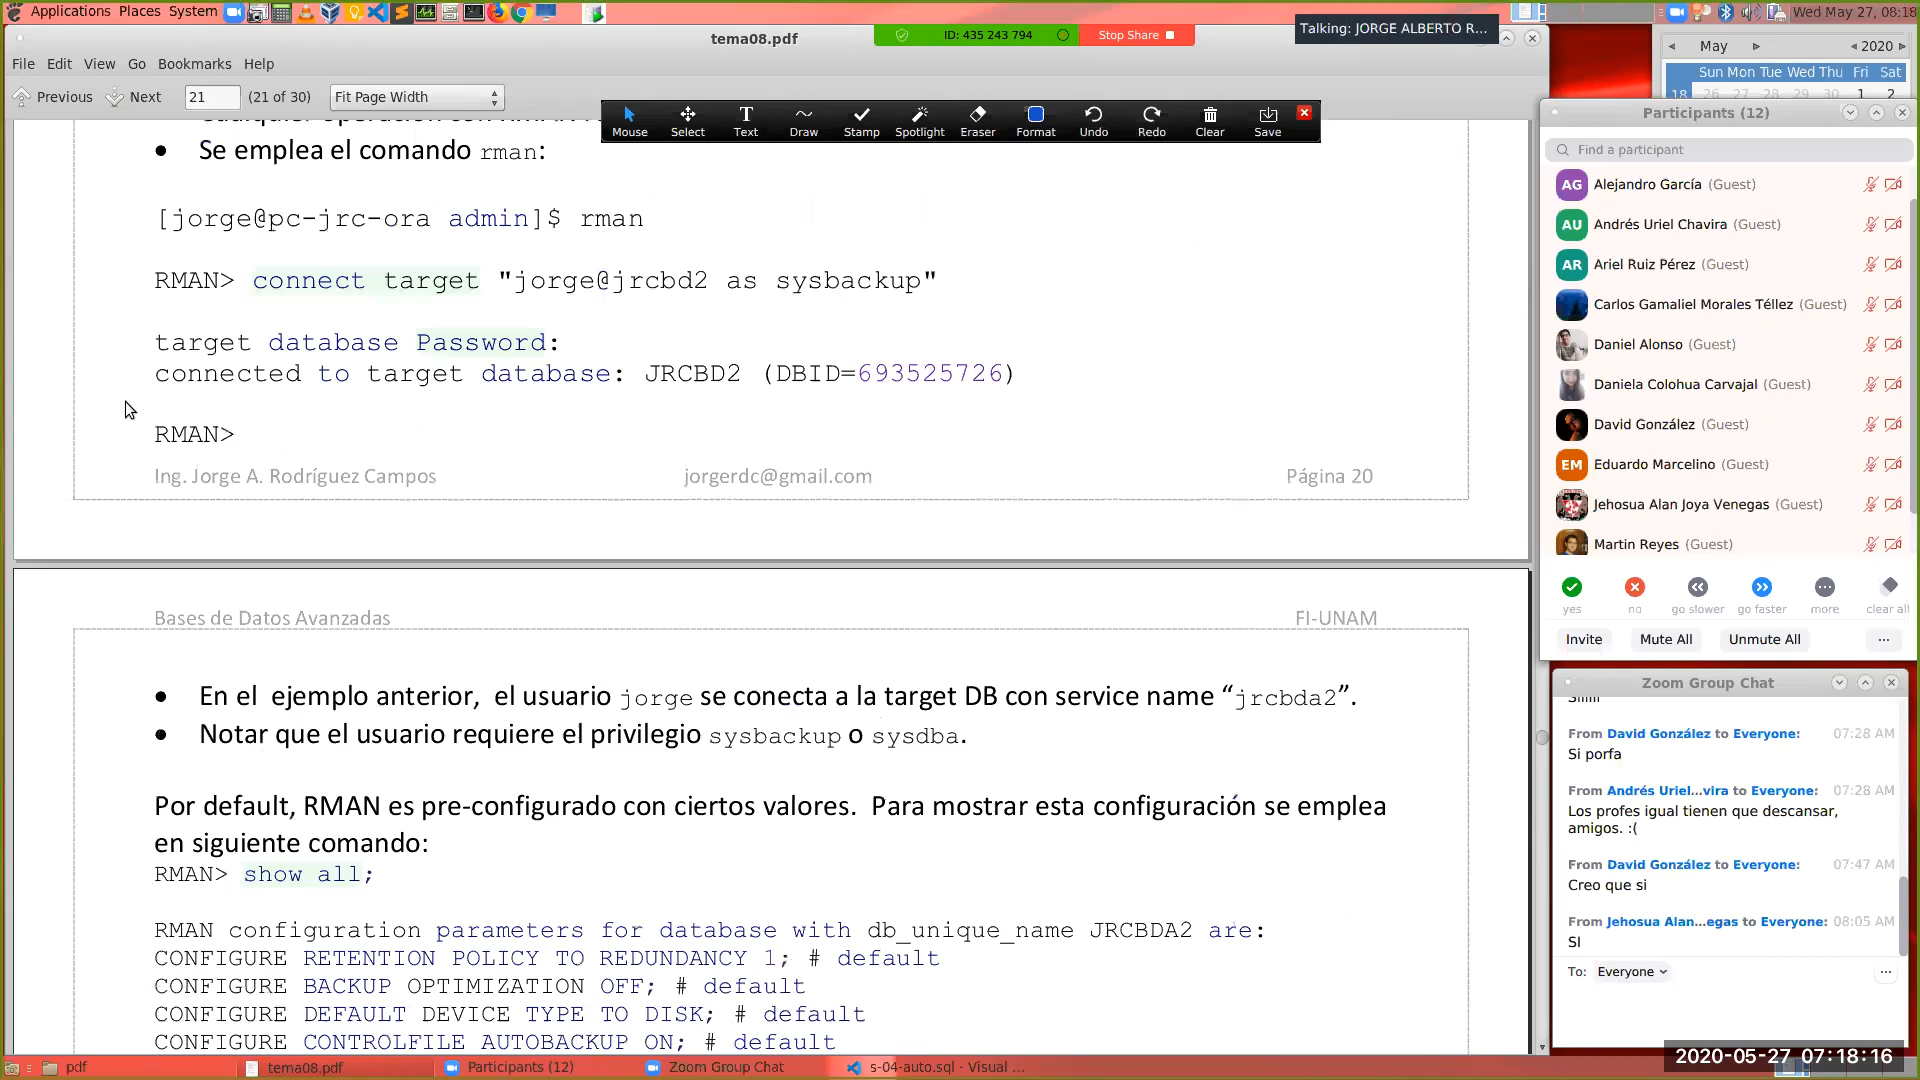 Applications Places System
Wed May 27, 08:18
tema08.pdf
ID: 435 243 794
Stop Share
Talking: JORGE ALBERTO R...
File Edit View Go Bookmarks Help
Previous Next 21 (21 of 30) Fit Page Width
Mouse Select Text Draw Stamp Spotlight Eraser Format Undo Redo Clear Save
• Se emplea el comando rman:
[jorge@pc-jrc-ora admin]$ rman
RMAN> connect target "jorge@jrcbd2 as sysbackup"
target database Password:
connected to target database: JRCBD2 (DBID=693525726)
RMAN>
Ing. Jorge A. Rodríguez Campos jorgerdc@gmail.com Página 20
Bases de Datos Avanzadas FI-UNAM
• En el ejemplo anterior, el usuario jorge se conecta a la target DB con service name “jrcbda2”.
• Notar que el usuario requiere el privilegio sysbackup o sysdba.
Por default, RMAN es pre-configurado con ciertos valores. Para mostrar esta configuración se emplea
en siguiente comando:
RMAN> show all;
RMAN configuration parameters for database with db_unique_name JRCBDA2 are:
CONFIGURE RETENTION POLICY TO REDUNDANCY 1; # default
CONFIGURE BACKUP OPTIMIZATION OFF; # default
CONFIGURE DEFAULT DEVICE TYPE TO DISK; # default
CONFIGURE CONTROLFILE AUTOBACKUP ON; # default
May 2020
Sun Mon Tue Wed Thu Fri Sat
18 26 27 28 29 30 1 2
Participants (12)
Find a participant
AG Alejandro García (Guest)
AU Andrés Uriel Chavira (Guest)
AR Ariel Ruiz Pérez (Guest)
Carlos Gamaliel Morales Téllez (Guest)
Daniel Alonso (Guest)
Daniela Colohua Carvajal (Guest)
David González (Guest)
EM Eduardo Marcelino (Guest)
Jehosua Alan Joya Venegas (Guest)
Martin Reyes (Guest)
yes no go slower go faster more clear all
Invite Mute All Unmute All ...
Zoom Group Chat
From David González to Everyone: 07:28 AM
Si porfa
From Andrés Uriel...vira to Everyone: 07:28 AM
Los profes igual tienen que descansar,
amigos. :(
From David González to Everyone: 07:47 AM
Creo que si
From Jehosua Alan...egas to Everyone: 08:05 AM
SI
To: Everyone ...
pdf
tema08.pdf
Participants (12)
Zoom Group Chat
s-04-auto.sql - Visual ...
2020-05-27 07:18:16